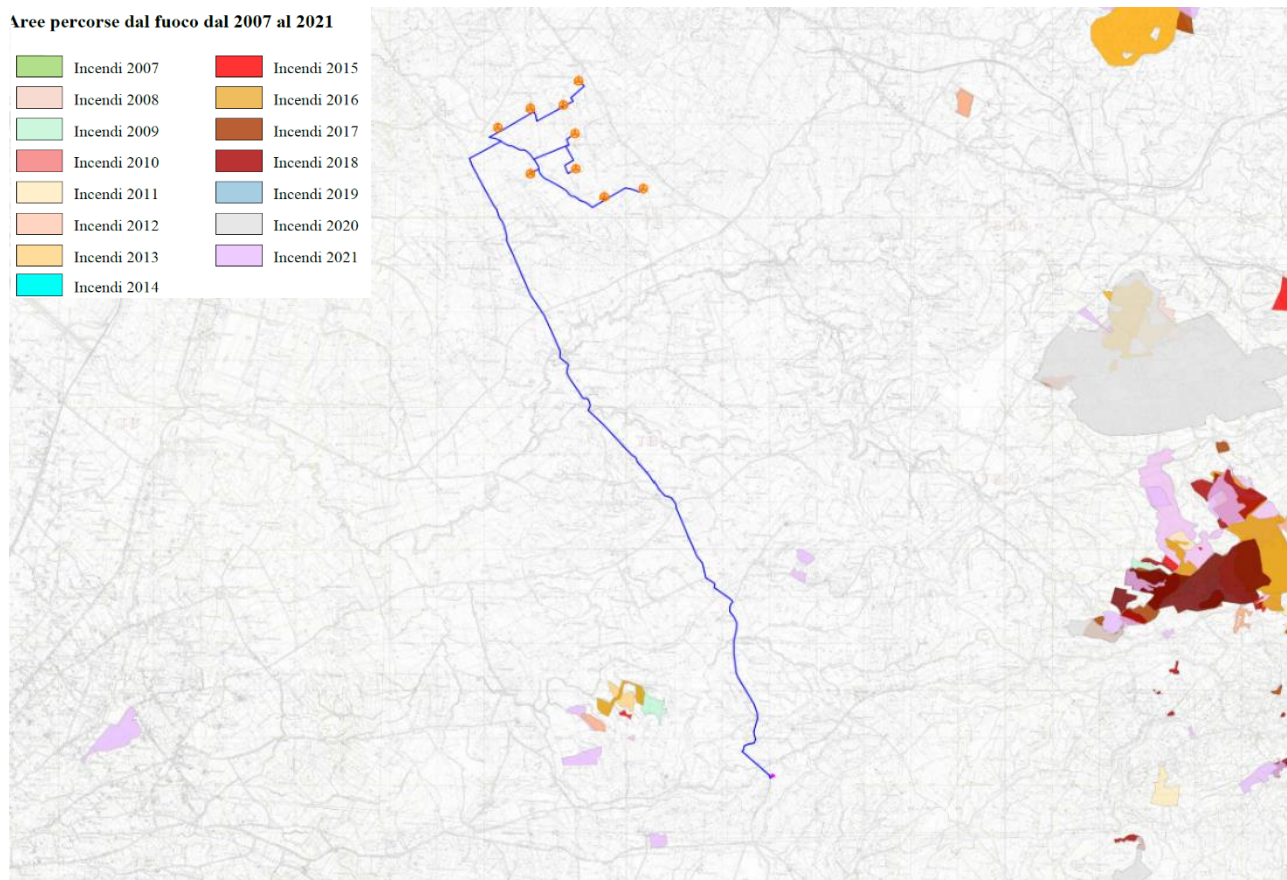 Aree percorse dal fuoco dal 2007 al 2021
Incendi 2007
Incendi 2008
Incendi 2009
Incendi 2010
Incendi 2011
Incendi 2012
Incendi 2013
Incendi 2014
Incendi 2015
Incendi 2016
Incendi 2017
Incendi 2018
Incendi 2019
Incendi 2020
Incendi 2021